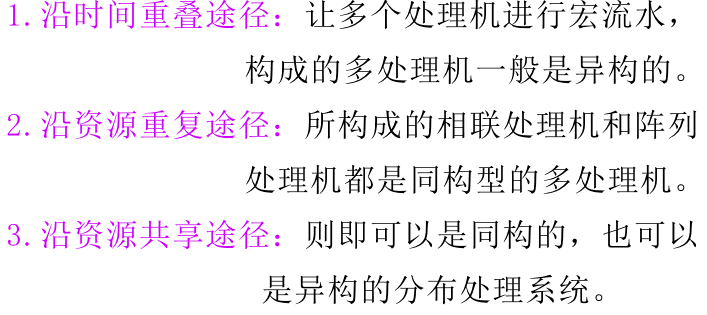 1.沿时间重叠途径：让多个处理机进行宏流水，
构成的多处理机一般是异构的。
2.沿资源重复途径：所构成的相联处理机和阵列
处理机都是同构型的多处理机。
3.沿资源共享途径：则即可以是同构的，也可以
是异构的分布处理系统。